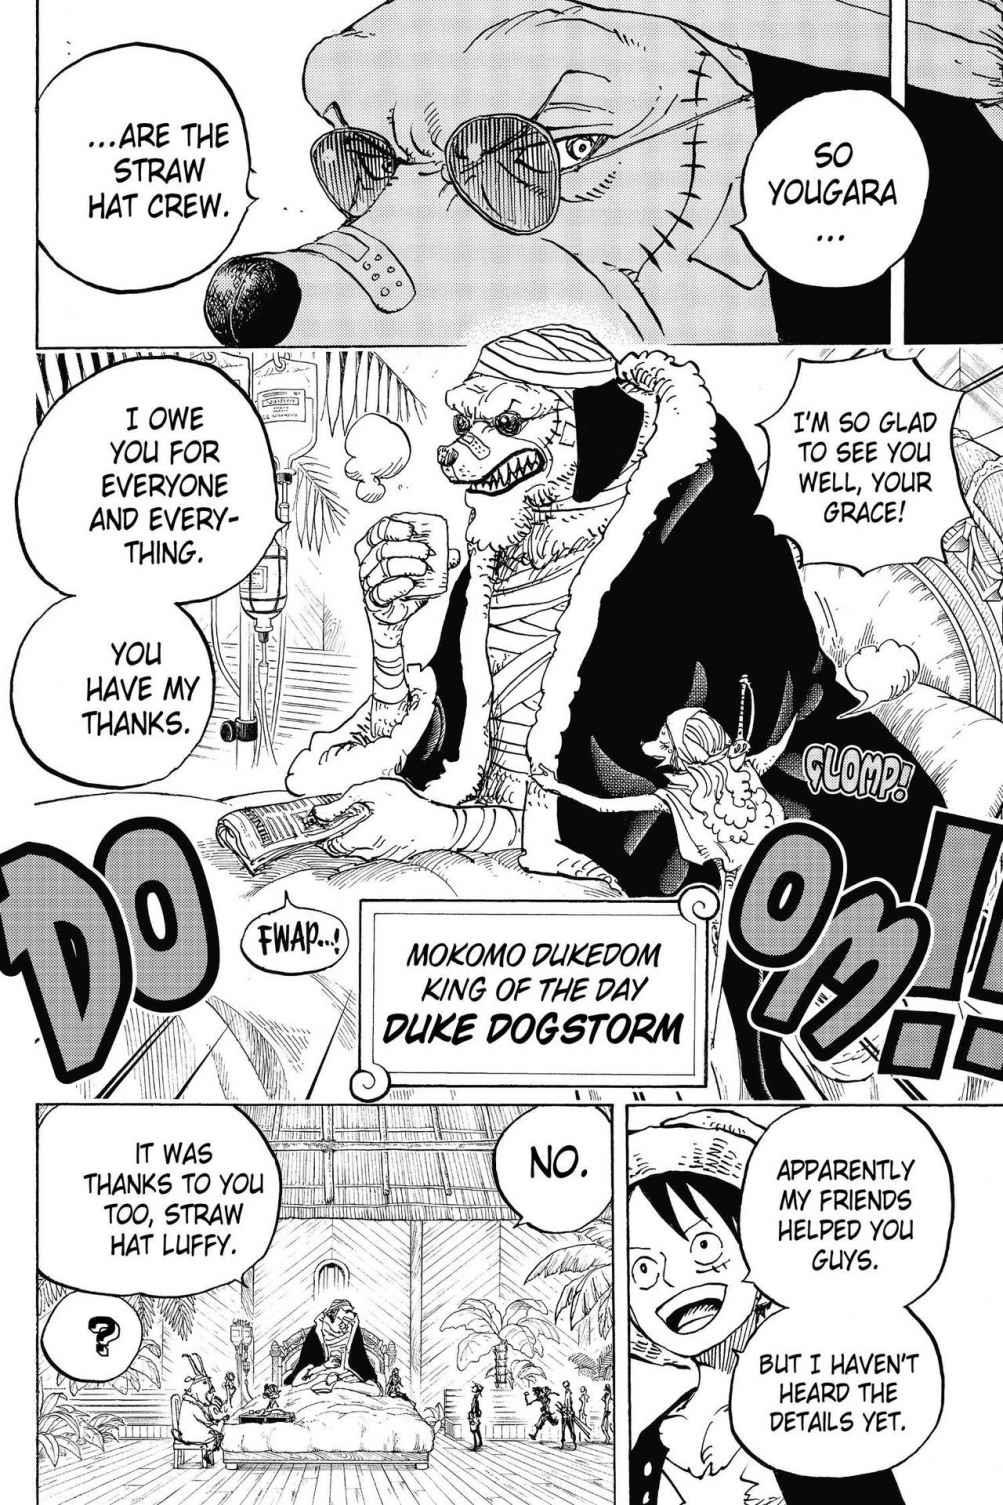 SO
YOUGARA
...
...ARE THE
STRAW
HAT CREW.
I'M SO GLAD
TO SEE YOU
WELL, YOUR
GRACE!
I OWE
YOU FOR
EVERYONE
AND EVERY-
THING.
YOU
HAVE MY
THANKS.
GLOMP!
FWAP...!
DOOM!!
MOKOMO DUKEDOM
KING OF THE DAY
DUKE DOGSTORM
APPARENTLY
MY FRIENDS
HELPED YOU
GUYS.
BUT I HAVEN'T
HEARD THE
DETAILS YET.
NO.
IT WAS
THANKS TO YOU
TOO, STRAW
HAT LUFFY.
?